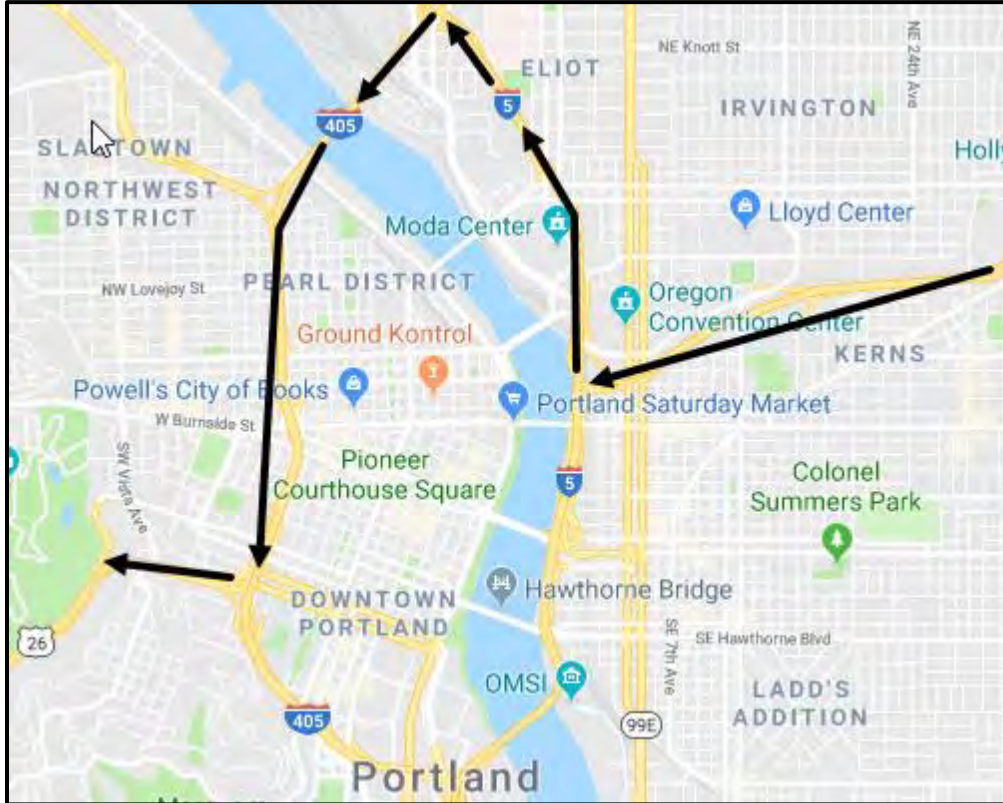 NE Knott St
NE 24th Ave
ELIOT
5
IRVINGTON
405
SLA
TOWN
NORTHWEST
DISTRICT
Holly
Lloyd Center
Moda Center
NW Lovejoy St
PEARL DISTRICT
Oregon
Convention Center
KERNS
Ground Kontrol
Powell's City of Books
Portland Saturday Market
W Burnside St
SW Vista Ave
Pioneer
Courthouse Square
5
Colonel
Summers Park
Hawthorne Bridge
DOWNTOWN
PORTLAND
26
SE 7th Ave
SE Hawthorne Blvd
OMSI
LADD'S
ADDITION
405
99E
Portland